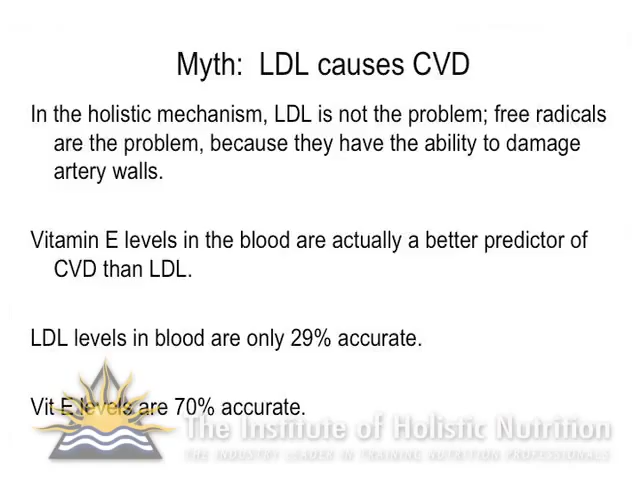 Myth: LDL causes CVD
In the holistic mechanism, LDL is not the problem; free radicals
are the problem, because they have the ability to damage
artery walls.
Vitamin E levels in the blood are actually a better predictor of
CVD than LDL.
LDL levels in blood are only 29% accurate.
Vit E levels are 70% accurate.
The Institute of Holistic Nutrition
THE INDUSTRY LEADER IN TRAINING NUTRITION PROFESSIONALS